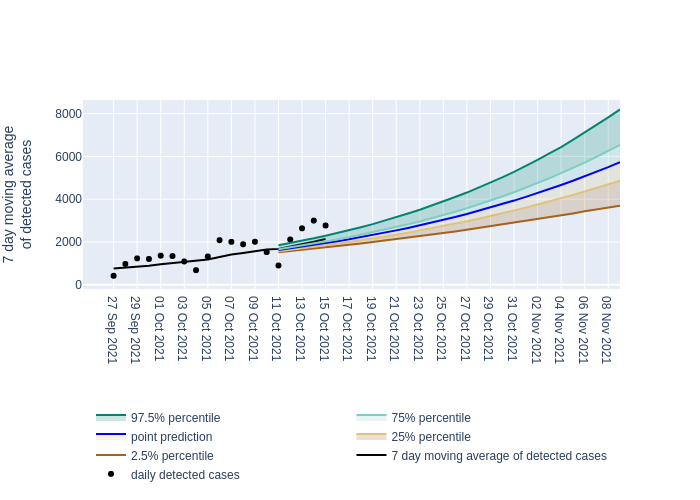 7 day moving average
of detected cases
8000
6000
4000
2000
0
27 Sep 2021
29 Sep 2021
01 Oct 2021
03 Oct 2021
05 Oct 2021
07 Oct 2021
09 Oct 2021
11 Oct 2021
13 Oct 2021
15 Oct 2021
17 Oct 2021
19 Oct 2021
21 Oct 2021
23 Oct 2021
25 Oct 2021
27 Oct 2021
29 Oct 2021
31 Oct 2021
02 Nov 2021
04 Nov 2021
06 Nov 2021
08 Nov 2021
97.5% percentile
75% percentile
point prediction
25% percentile
2.5% percentile
7 day moving average of detected cases
daily detected cases